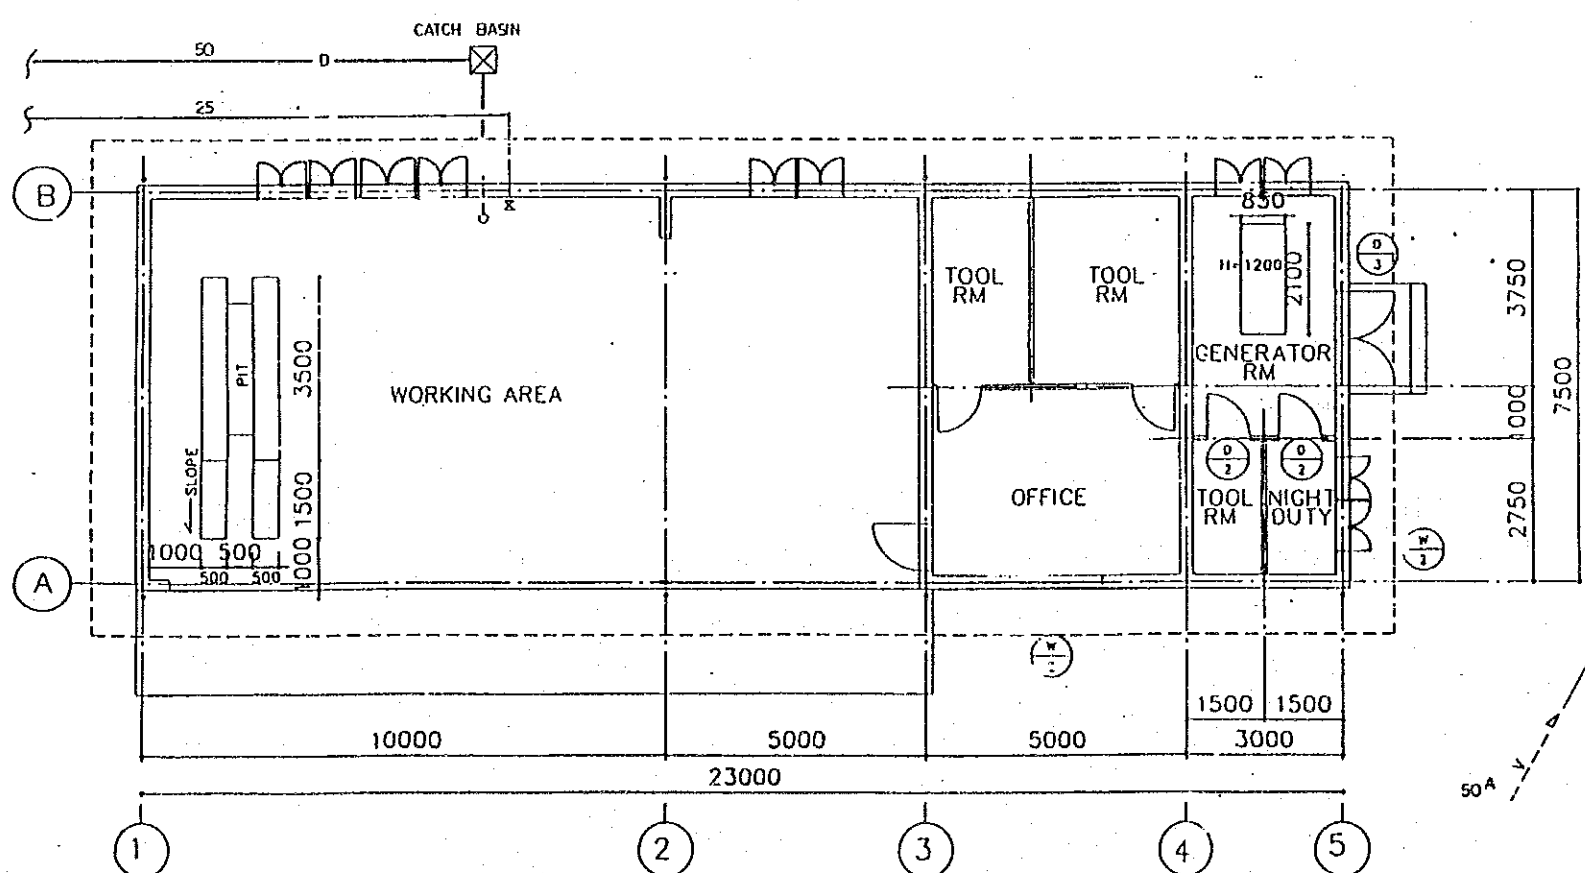 CATCH BASIN
50
D
25
B
850
D
3
TOOL
RM
TOOL
RM
H=1200
2100
3750
GENERATOR
RM
PIT
3500
WORKING AREA
1000
7500
SLOPE
D
2
D
2
OFFICE
TOOL
RM
NIGHT
DUTY
1500
2750
1000
500
500
500
1000
W
A
W
2
1500
1500
10000
5000
5000
3000
23000
V
50A
1
2
3
4
5